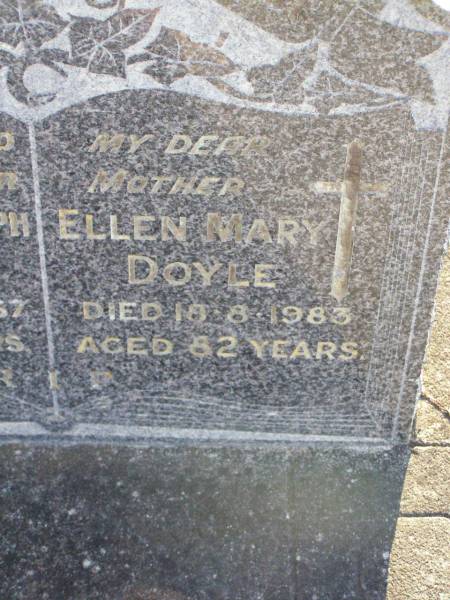 MY DEAR
MOTHER
ELLEN MARY
DOYLE
DIED 18·8·1983
AGED 82 YEARS.
R I P